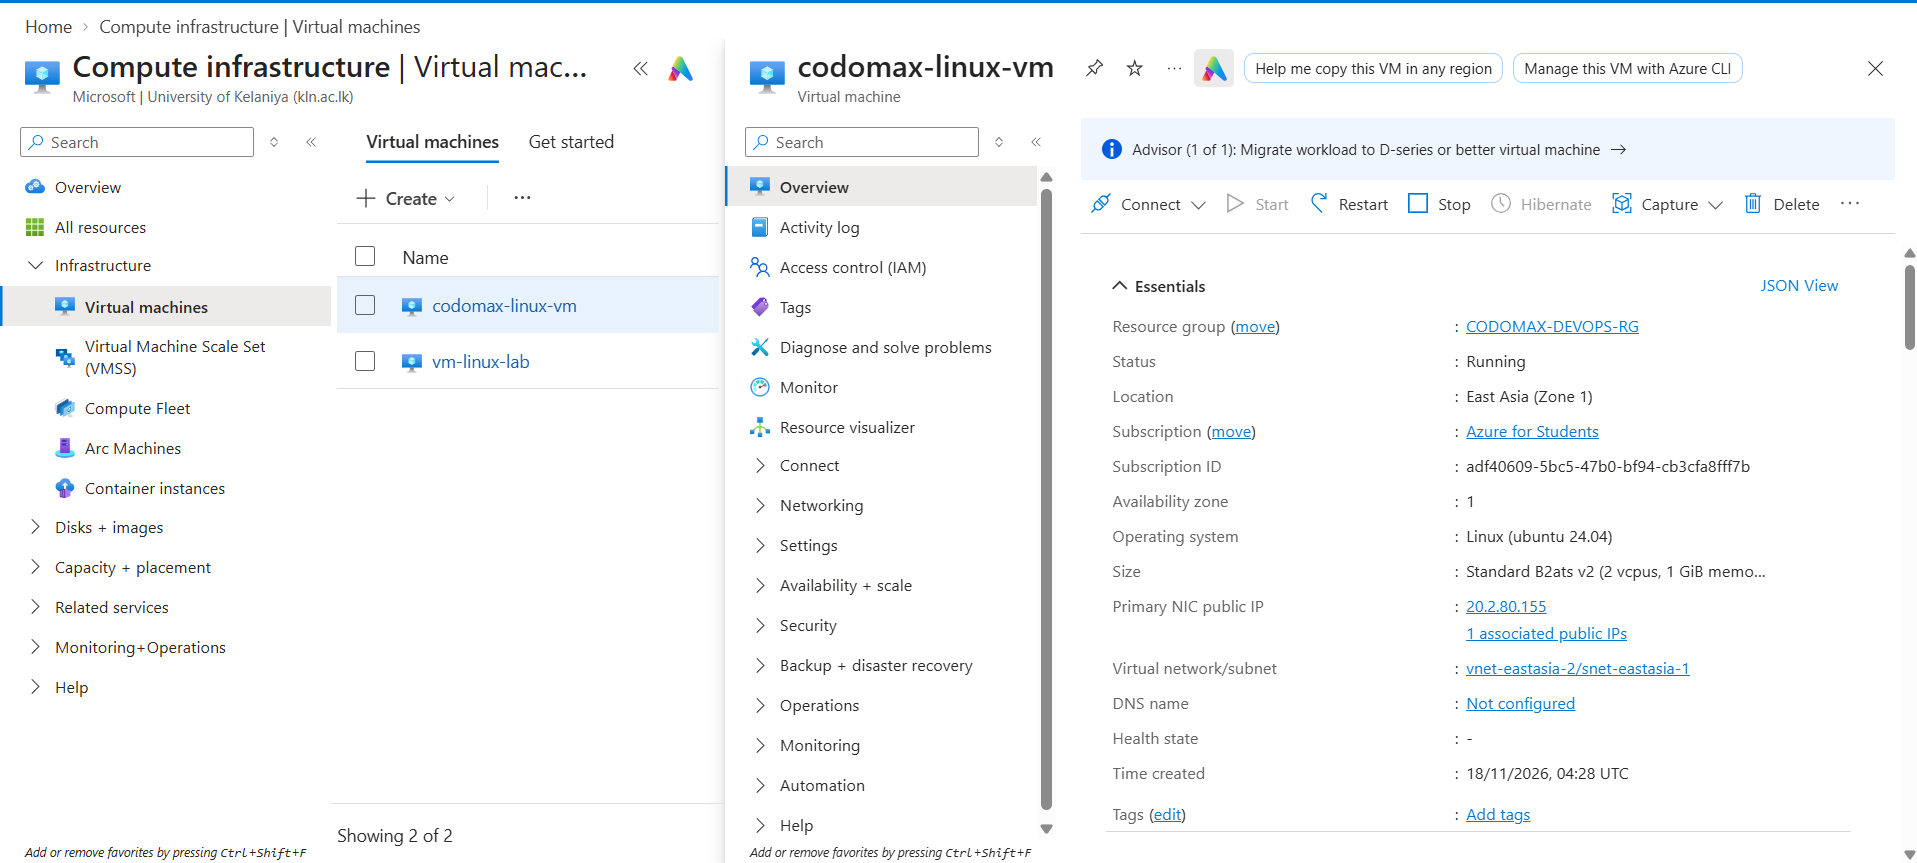 Home > Compute infrastructure | Virtual machines
Compute infrastructure | Virtual mac...
Microsoft | University of Kelaniya (kln.ac.lk)
Search
Overview
All resources
Infrastructure
Virtual machines
Virtual Machine Scale Set
(VMSS)
Compute Fleet
Arc Machines
Container instances
Disks + images
Capacity + placement
Related services
Monitoring+Operations
Help
Add or remove favorites by pressing Ctrl+Shift+F
Virtual machines Get started
+ Create ...
Name
codomax-linux-vm
vm-linux-lab
Showing 2 of 2
codomax-linux-vm
Virtual machine
... Help me copy this VM in any region Manage this VM with Azure CLI
Search
Overview
Activity log
Access control (IAM)
Tags
Diagnose and solve problems
Monitor
Resource visualizer
Connect
Networking
Settings
Availability + scale
Security
Backup + disaster recovery
Operations
Monitoring
Automation
Help
Add or remove favorites by pressing Ctrl+Shift+F
Advisor (1 of 1): Migrate workload to D-series or better virtual machine →
Connect Start Restart Stop Hibernate Capture Delete ...
Essentials JSON View
Resource group (move) : CODOMAX-DEVOPS-RG
Status : Running
Location : East Asia (Zone 1)
Subscription (move) : Azure for Students
Subscription ID : adf40609-5bc5-47b0-bf94-cb3cfa8fff7b
Availability zone : 1
Operating system : Linux (ubuntu 24.04)
Size : Standard B2ats v2 (2 vcpus, 1 GiB memo...
Primary NIC public IP : 20.2.80.155
1 associated public IPs
Virtual network/subnet : vnet-eastasia-2/snet-eastasia-1
DNS name : Not configured
Health state : -
Time created : 18/11/2026, 04:28 UTC
Tags (edit) : Add tags